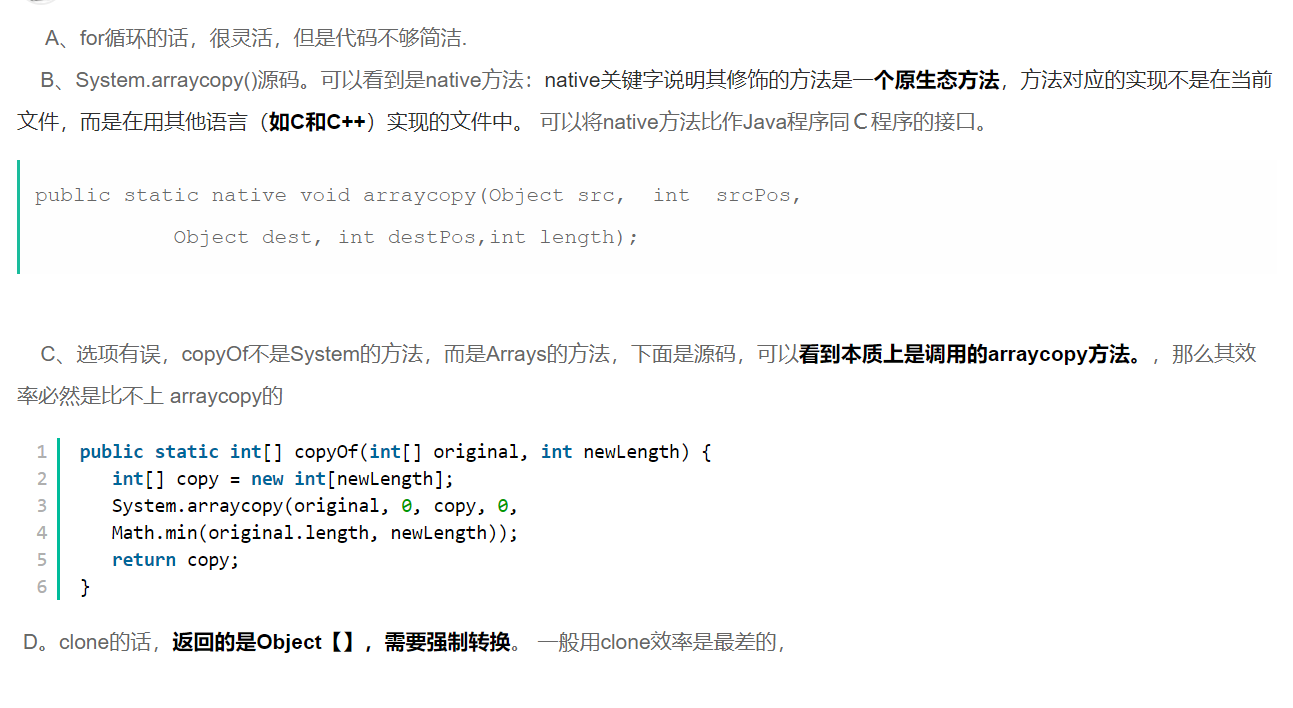 A、for循环的话，很灵活，但是代码不够简洁.
B、System.arraycopy()源码。可以看到是native方法：native关键字说明其修饰的方法是一个原生态方法，方法对应的实现不是在当前
文件，而是在用其他语言（如C和C++）实现的文件中。 可以将native方法比作Java程序同Ｃ程序的接口。
public static native void arraycopy(Object src,  int  srcPos,
Object dest, int destPos,int length);
C、选项有误，copyOf不是System的方法，而是Arrays的方法，下面是源码，可以看到本质上是调用的arraycopy方法。，那么其效
率必然是比不上 arraycopy的
1 public static int[] copyOf(int[] original, int newLength) {
2 int[] copy = new int[newLength];
3 System.arraycopy(original, 0, copy, 0,
4 Math.min(original.length, newLength));
5 return copy;
6 }
D。clone的话，返回的是Object【】，需要强制转换。 一般用clone效率是最差的，